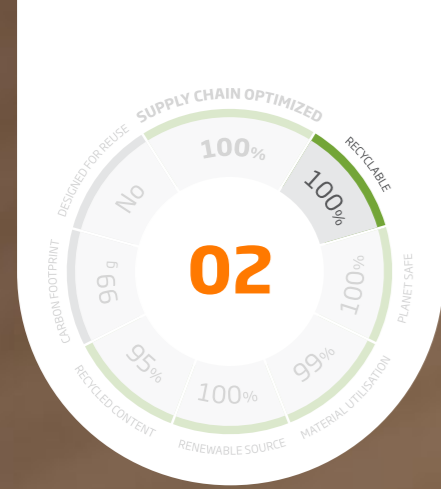 SUPPLY CHAIN OPTIMIZED
100%
RECYCLABLE
100%
PLANET SAFE
100%
MATERIAL UTILISATION
99%
RENEWABLE SOURCE
100%
RECYCLED CONTENT
95%
CARBON FOOTPRINT
66 g
DESIGNED FOR REUSE
No
02